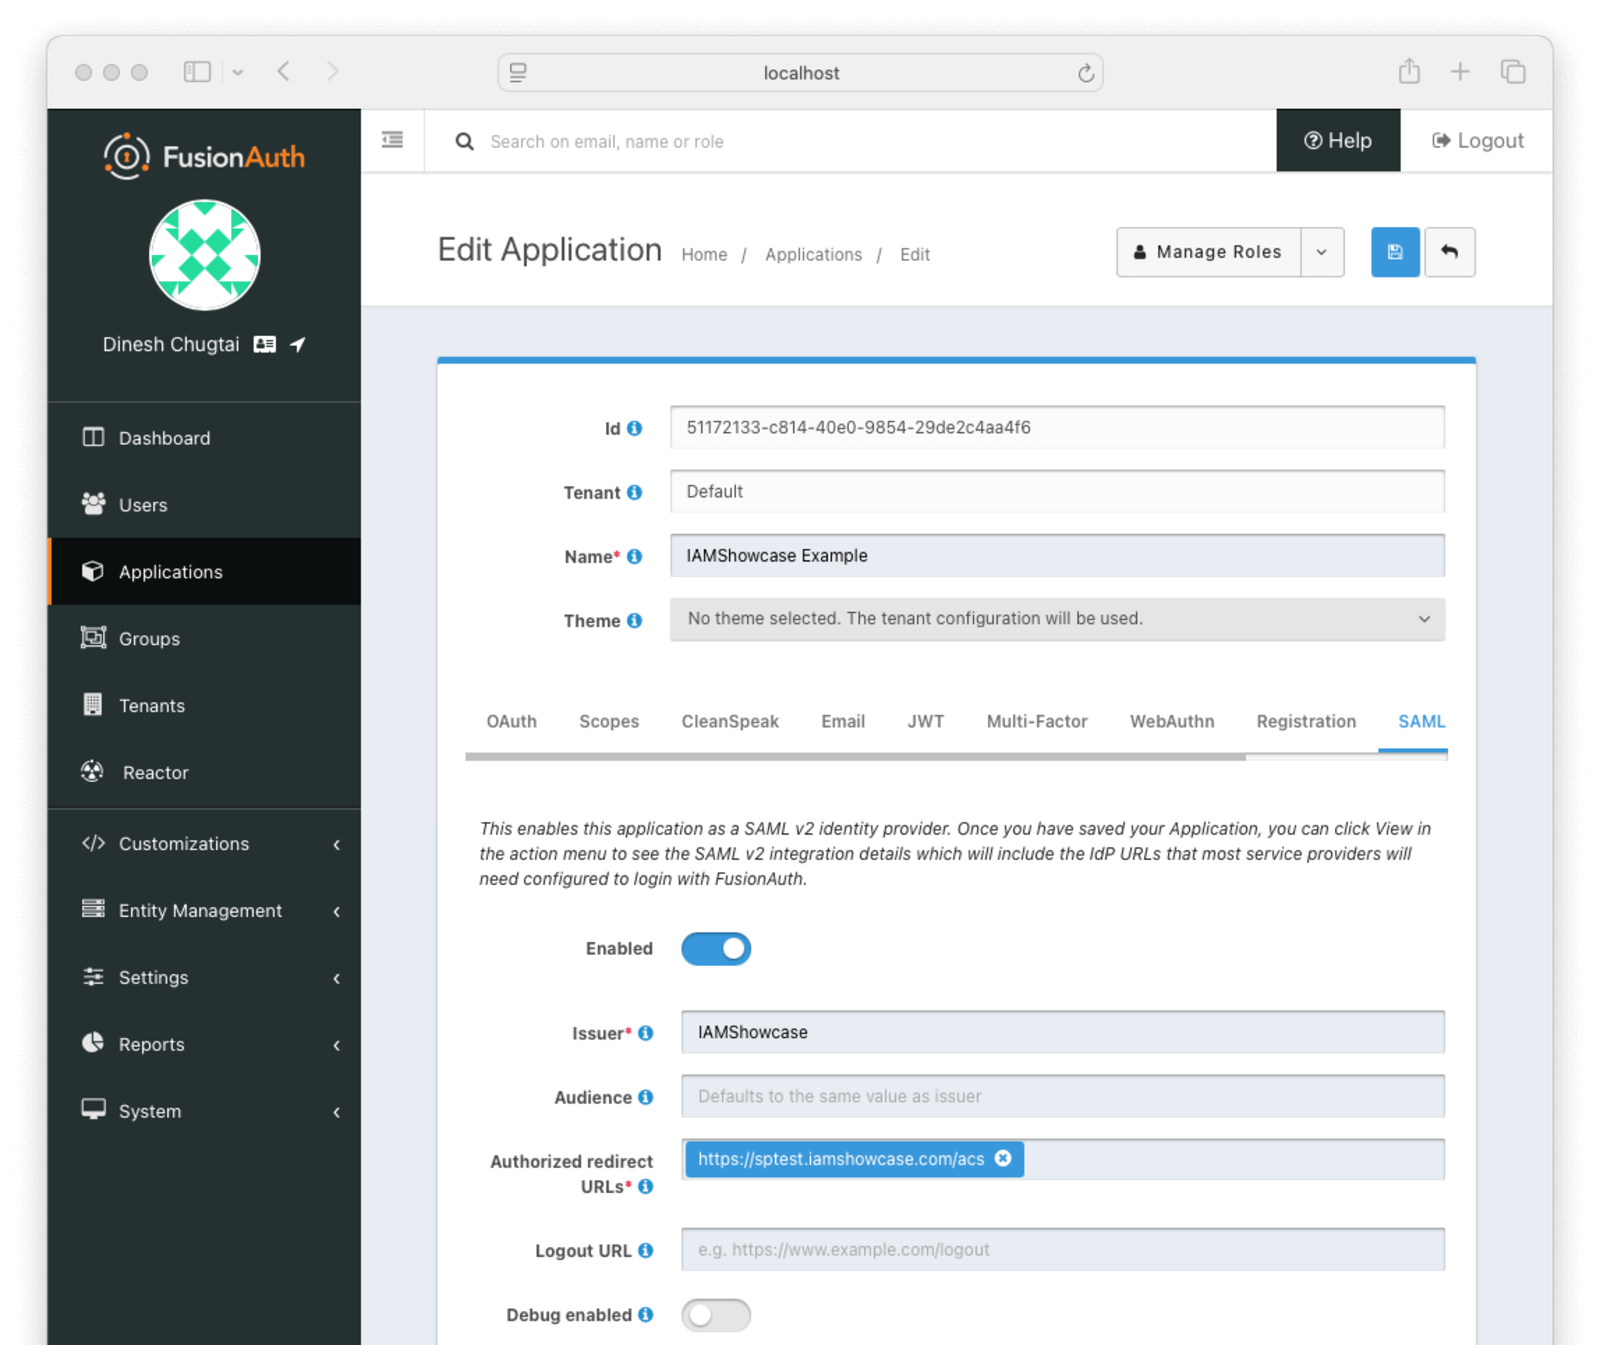 localhost
FusionAuth
Search on email, name or role
Help
Logout
Dinesh Chugtai
Edit Application
Home / Applications / Edit
Manage Roles
Dashboard
Users
Applications
Groups
Tenants
Reactor
Customizations
Entity Management
Settings
Reports
System
Id 51172133-c814-40e0-9854-29de2c4aa4f6
Tenant Default
Name* IAMShowcase Example
Theme No theme selected. The tenant configuration will be used.
OAuth Scopes CleanSpeak Email JWT Multi-Factor WebAuthn Registration SAML
This enables this application as a SAML v2 identity provider. Once you have saved your Application, you can click View in
the action menu to see the SAML v2 integration details which will include the IdP URLs that most service providers will
need configured to login with FusionAuth.
Enabled
Issuer* IAMShowcase
Audience Defaults to the same value as issuer
Authorized redirect
URLs*
https://sptest.iamshowcase.com/acs
Logout URL e.g. https://www.example.com/logout
Debug enabled